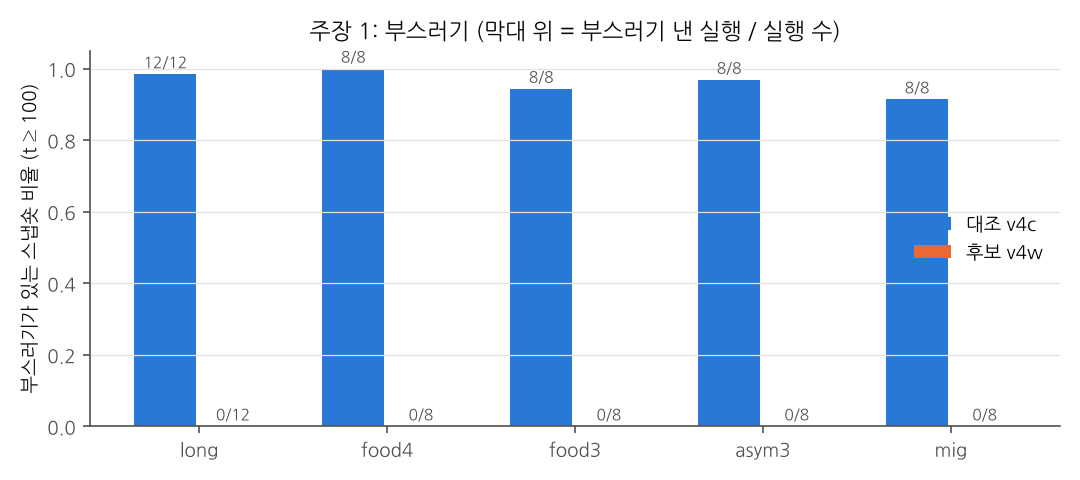 주장 1: 부스러기 (막대 위 = 부스러기 낸 실행 / 실행 수)
부스러기가 있는 스냅숏 비율 (t ≥ 100)
1.0
0.8
0.6
0.4
0.2
0.0
12/12
0/12
8/8
0/8
8/8
0/8
8/8
0/8
8/8
0/8
대조 v4c
후보 v4w
long
food4
food3
asym3
mig